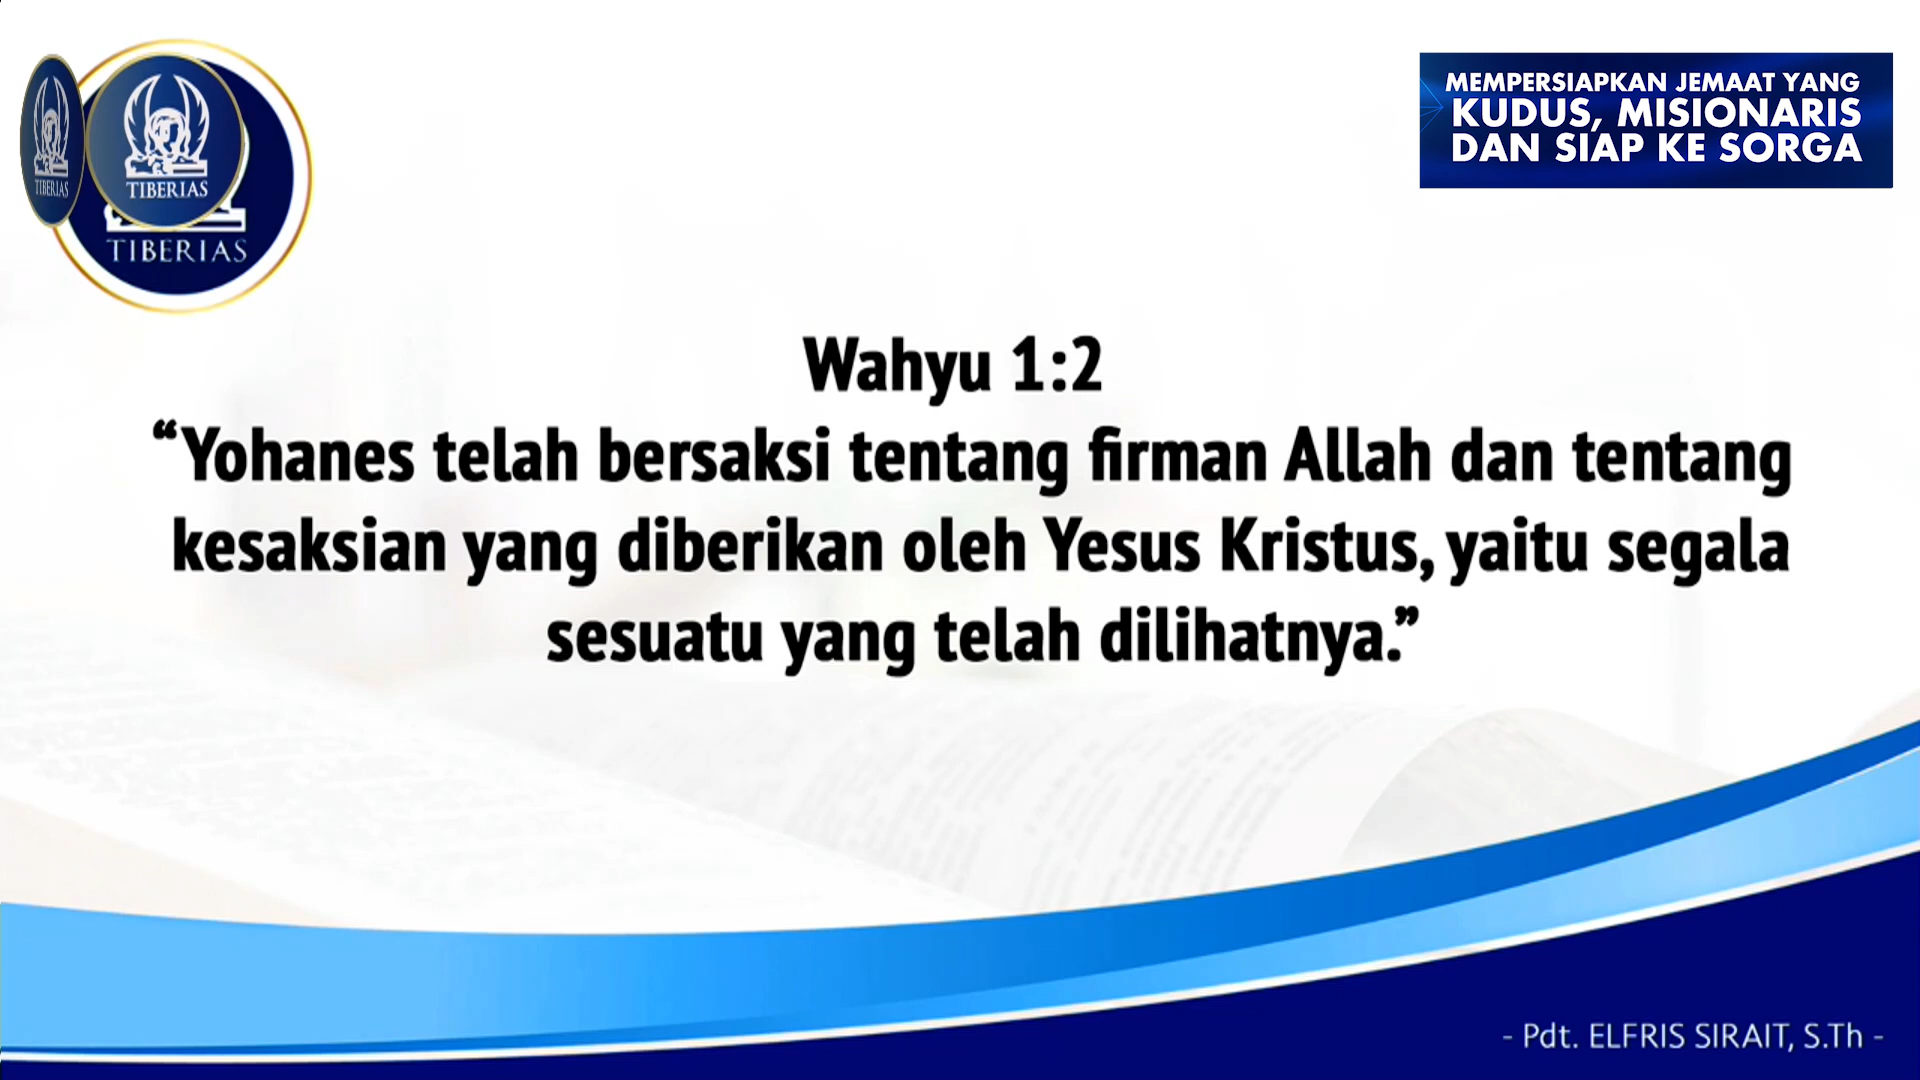 TIBERIAS
TIBERIAS
TIBERIAS
MEMPERSIAPKAN JEMAAT YANG
KUDUS, MISIONARIS
DAN SIAP KE SORGA
Wahyu 1:2
“Yohanes telah bersaksi tentang firman Allah dan tentang
kesaksian yang diberikan oleh Yesus Kristus, yaitu segala
sesuatu yang telah dilihatnya.”
- Pdt. ELFRIS SIRAIT, S.Th -